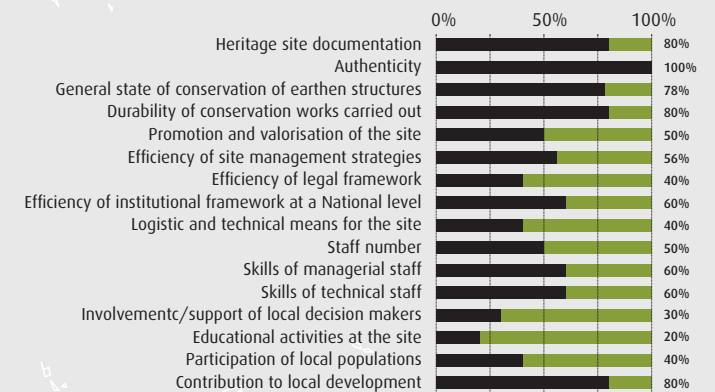 0% 50% 100%
Heritage site documentation 80%
Authenticity 100%
General state of conservation of earthen structures 78%
Durability of conservation works carried out 80%
Promotion and valorisation of the site 50%
Efficiency of site management strategies 56%
Efficiency of legal framework 40%
Efficiency of institutional framework at a National level 60%
Logistic and technical means for the site 40%
Staff number 50%
Skills of managerial staff 60%
Skills of technical staff 60%
Involvementc/support of local decision makers 30%
Educational activities at the site 20%
Participation of local populations 40%
Contribution to local development 80%